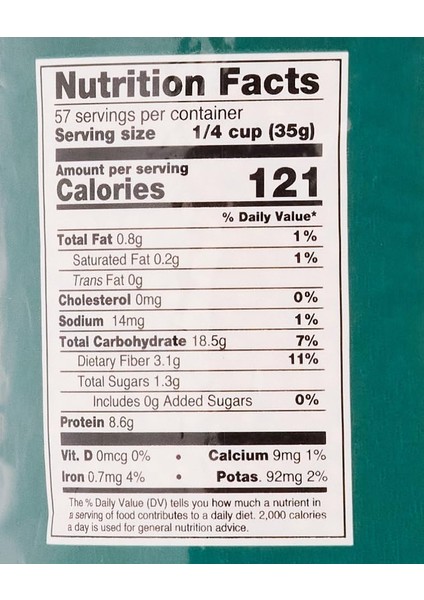 Nutrition Facts
57 servings per container
Serving size 1/4 cup (35g)
Amount per serving
Calories 121
% Daily Value*
Total Fat 0.8g 1%
Saturated Fat 0.2g 1%
Trans Fat 0g
Cholesterol 0mg 0%
Sodium 14mg 1%
Total Carbohydrate 18.5g 7%
Dietary Fiber 3.1g 11%
Total Sugars 1.3g
Includes 0g Added Sugars 0%
Protein 8.6g
Vit. D 0mcg 0% • Calcium 9mg 1%
Iron 0.7mg 4% • Potas. 92mg 2%
The % Daily Value (DV) tells you how much a nutrient in
a serving of food contributes to a daily diet. 2,000 calories
a day is used for general nutrition advice.